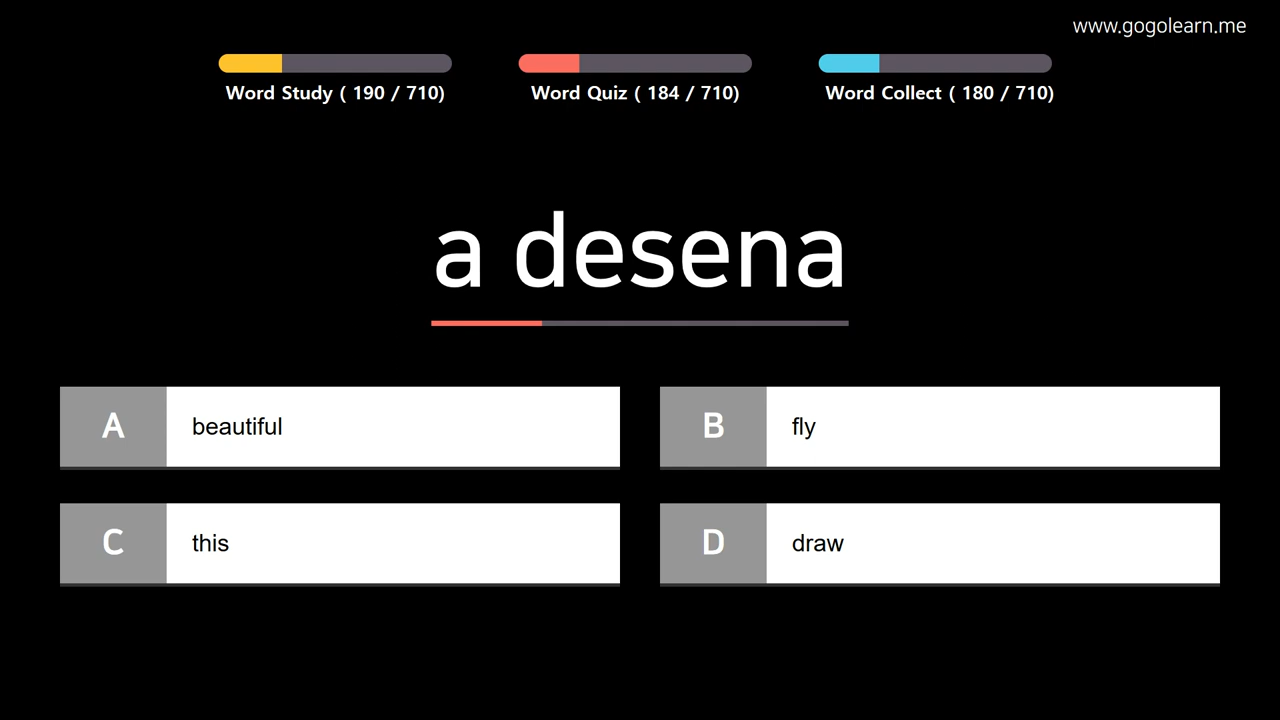 www.gogolearn.me
Word Study ( 190 / 710)
Word Quiz ( 184 / 710)
Word Collect ( 180 / 710)
a desena
A beautiful
B fly
C this
D draw